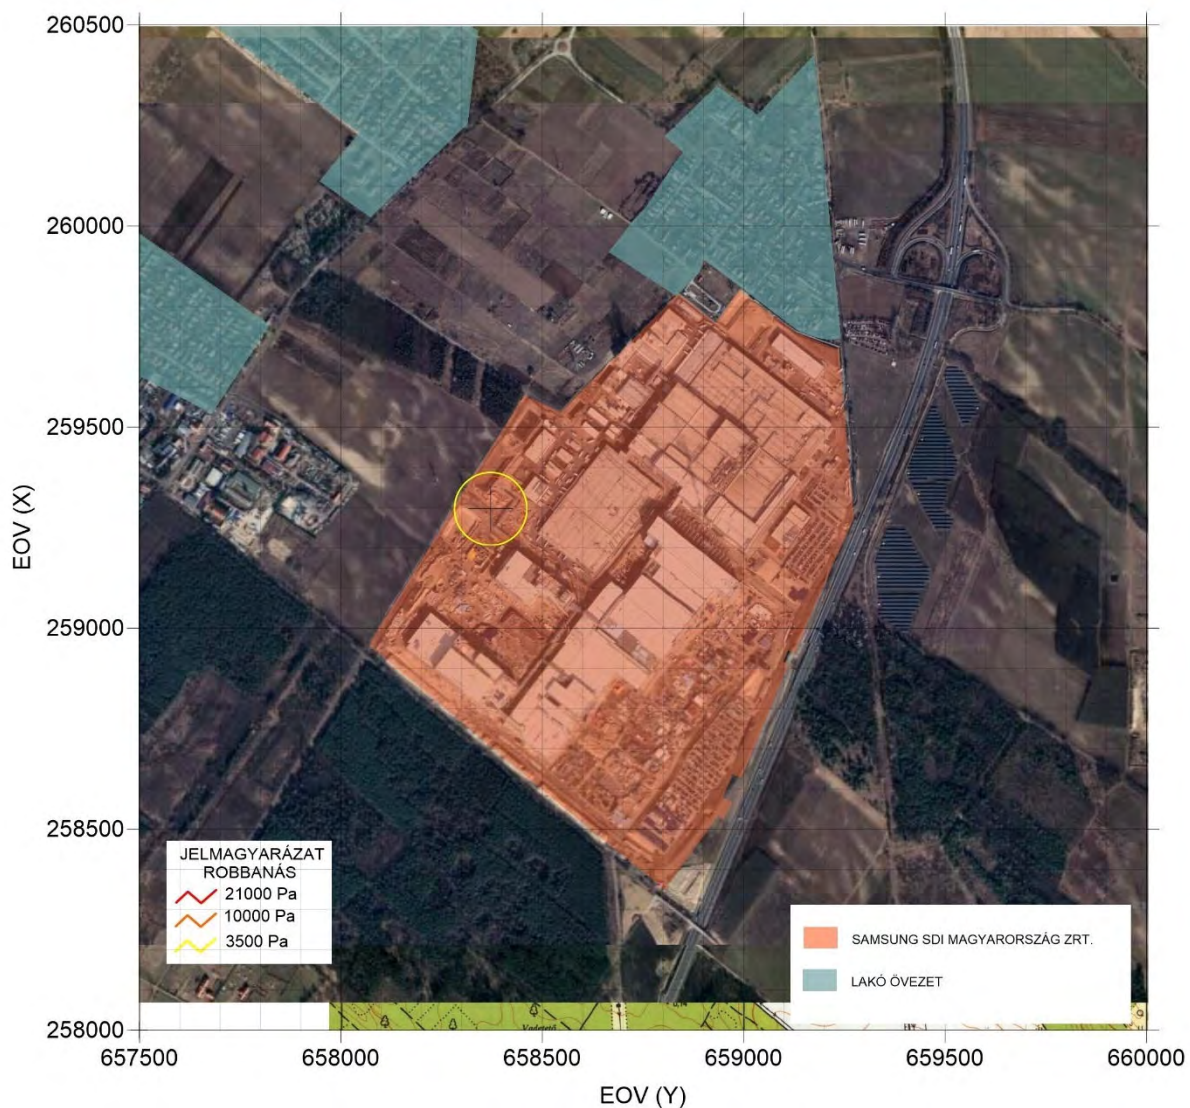 260500
260000
259500
259000
258500
258000
EOV (X)
JELMAGYARÁZAT
ROBBANÁS
21000 Pa
10000 Pa
3500 Pa
SAMSUNG SDI MAGYARORSZÁG ZRT.
LAKÓ ÖVEZET
657500
658000
658500
659000
659500
660000
EOV (Y)